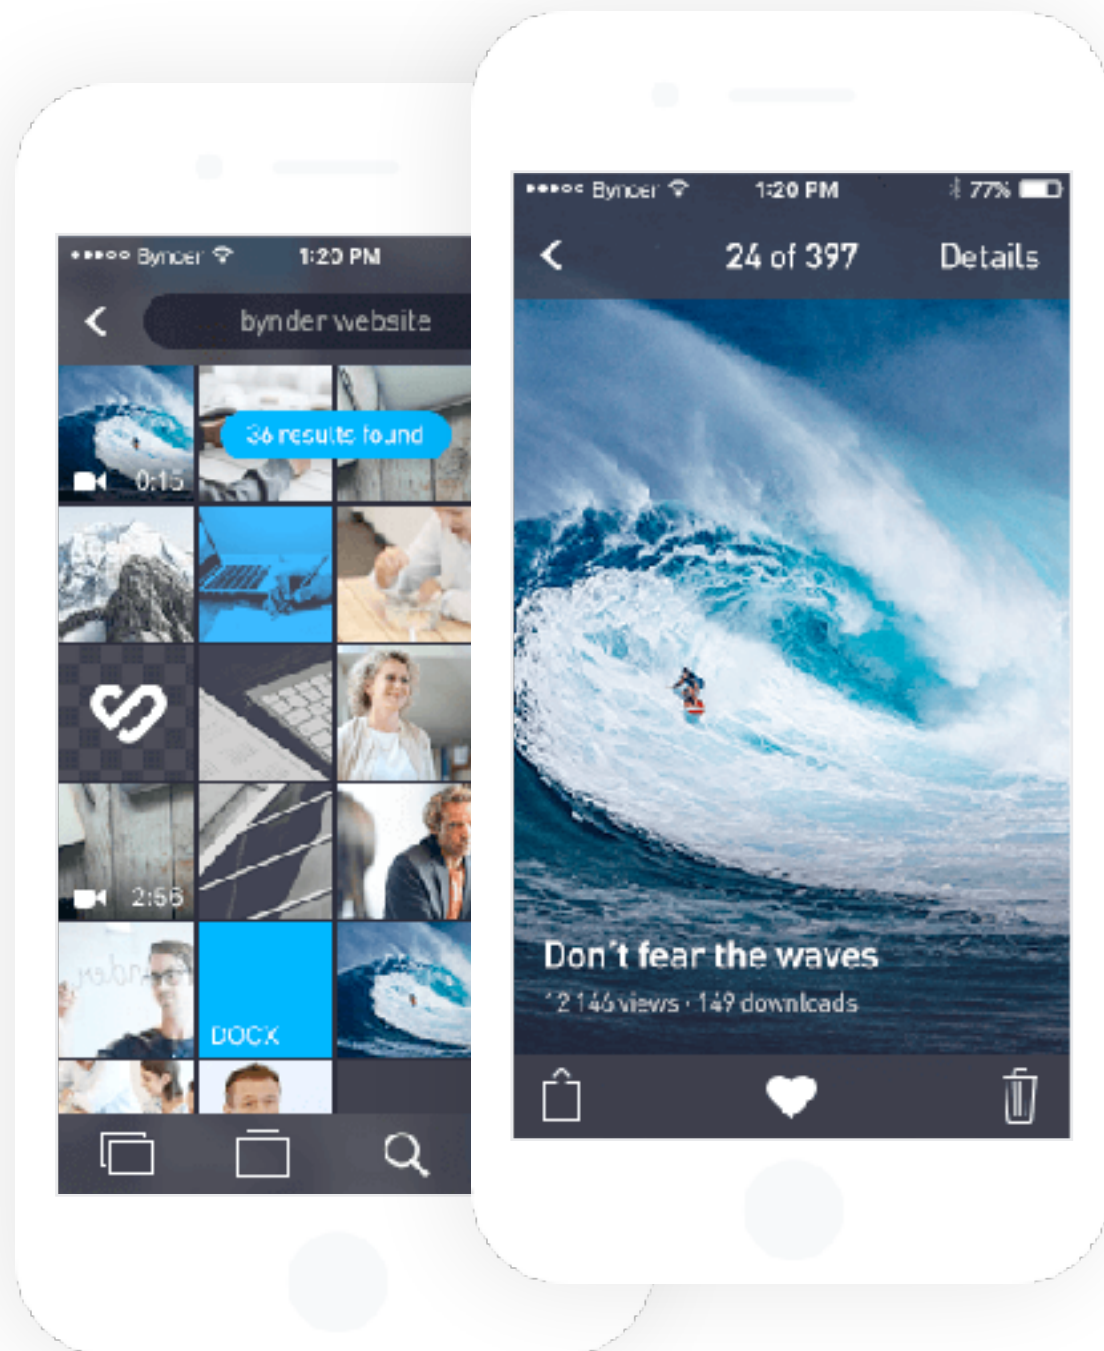 Bynder 1:20 PM
bynder website
36 results found
0:15
2:56
DOCX
Bynder 1:20 PM 77%
24 of 397 Details
Don't fear the waves
12 146 views · 149 downloads